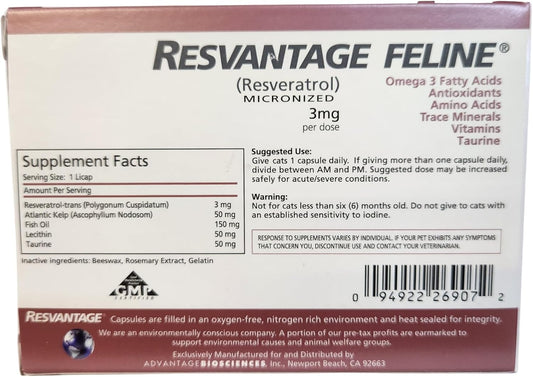 RESVANTAGE FELINE®
(Resveratrol)
MICRONIZED
3mg
per dose
Omega 3 Fatty Acids
Antioxidants
Amino Acids
Trace Minerals
Vitamins
Taurine
Supplement Facts
Serving Size: 1 Licap
Amount Per Serving
Resveratrol-trans (Polygonum Cuspidatum) 3 mg
Atlantic Kelp (Ascophyllum Nodosom) 50 mg
Fish Oil 150 mg
Lecithin 50 mg
Taurine 50 mg
Inactive ingredients: Beeswax, Rosemary Extract, Gelatin
Suggested Use:
Give cats 1 capsule daily. If giving more than one capsule daily,
divide between AM and PM. Suggested dose may be increased
safely for acute/severe conditions.
Warning:
Not for cats less than six (6) months old. Do not give to cats with
an established sensitivity to iodine.
RESPONSE TO SUPPLEMENTS VARIES BY INDIVIDUAL. IF YOUR PET EXHIBITS ANY SYMPTOMS
THAT CONCERN YOU, DISCONTINUE USE AND CONTACT YOUR VETERINARIAN.
GMP
CERTIFIED
0 94922 26907 2
RESVANTAGE® Capsules are filled in an oxygen-free, nitrogen rich environment and heat sealed for integrity.
We are an environmentally conscious company. A portion of our pre-tax profits are earmarked to
support environmental causes and animal welfare groups.
Exclusively Manufactured for and Distributed by
ADVANTAGEBIOSCIENCES, Inc., Newport Beach, CA 92663